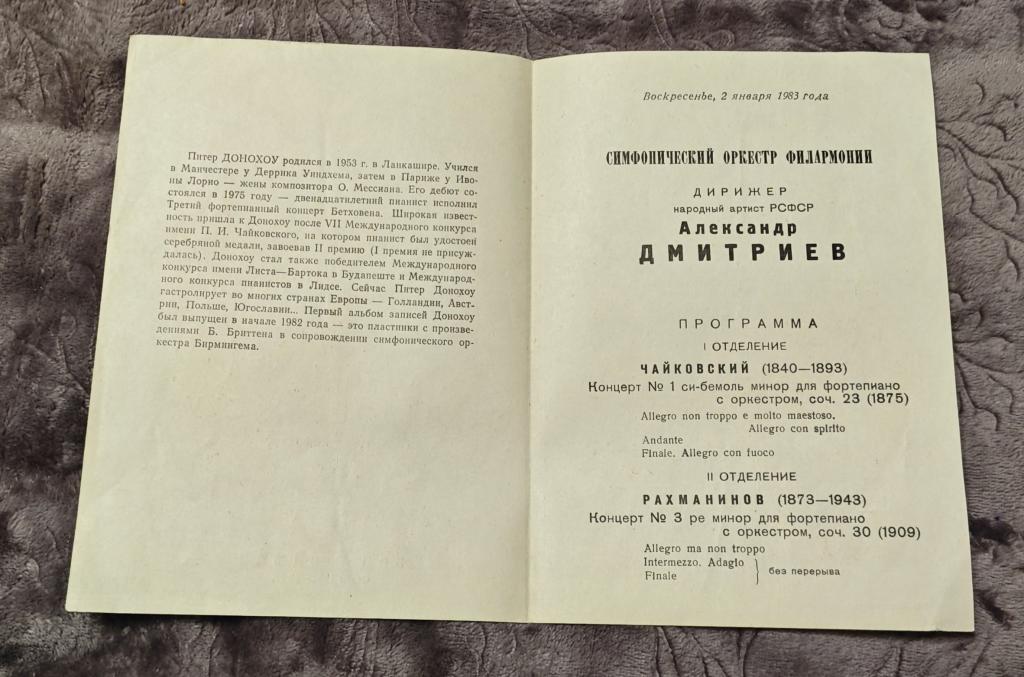 Питер ДОНОХОУ родился в 1953 г. в Ланкашире. Учился
в Манчестере у Деррика Уиндхема, затем в Париже у Иво-
ны Лорио — жены композитора О. Мессиана. Его дебют со-
стоялся в 1975 году — двенадцатилетний пианист исполнил
Третий фортепианный концерт Бетховена. Широкая извест-
ность пришла к Донохоу после VII Международного конкурса
имени П. И. Чайковского, на котором пианист был удостоен
серебряной медали, завоевав II премию (I премия не присуж-
далась). Донохоу стал также победителем Международного
конкурса имени Листа—Бартока в Будапеште и Международ-
ного конкурса пианистов в Лидсе. Сейчас Питер Донохоу
гастролирует во многих странах Европы — Голландии, Авст-
рии, Польше, Югославии... Первый альбом записей Донохоу
был выпущен в начале 1982 года — это пластинки с произве-
дениями Б. Бриттена в сопровождении симфонического ор-
кестра Бирмингема.
Воскресенье, 2 января 1983 года
СИМФОНИЧЕСКИЙ ОРКЕСТР ФИЛАРМОНИИ
ДИРИЖЕР
народный артист РСФСР
Александр
ДМИТРИЕВ
ПРОГРАММА
I ОТДЕЛЕНИЕ
ЧАЙКОВСКИЙ (1840—1893)
Концерт № 1 си-бемоль минор для фортепиано
с оркестром, соч. 23 (1875)
Allegro non troppo e molto maestoso.
Allegro con spirito
Andante
Finale. Allegro con fuoco
II ОТДЕЛЕНИЕ
РАХМАНИНОВ (1873—1943)
Концерт № 3 ре минор для фортепиано
с оркестром, соч. 30 (1909)
Allegro ma non troppo
Intermezzo. Adagio
Finale
без перерыва